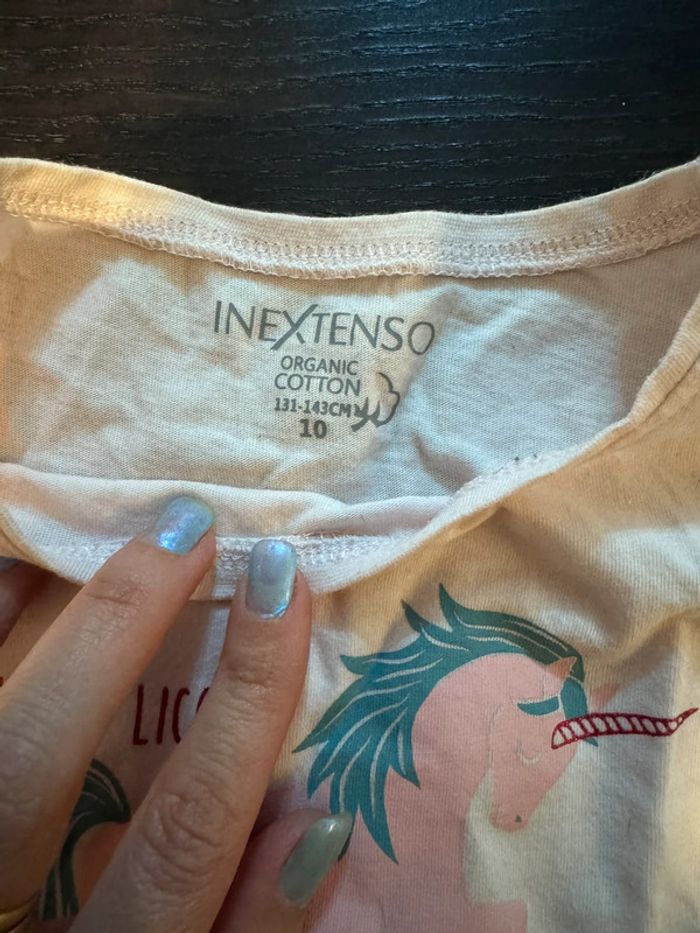 INEXTENSO
ORGANIC
COTTON
131-143CM
10